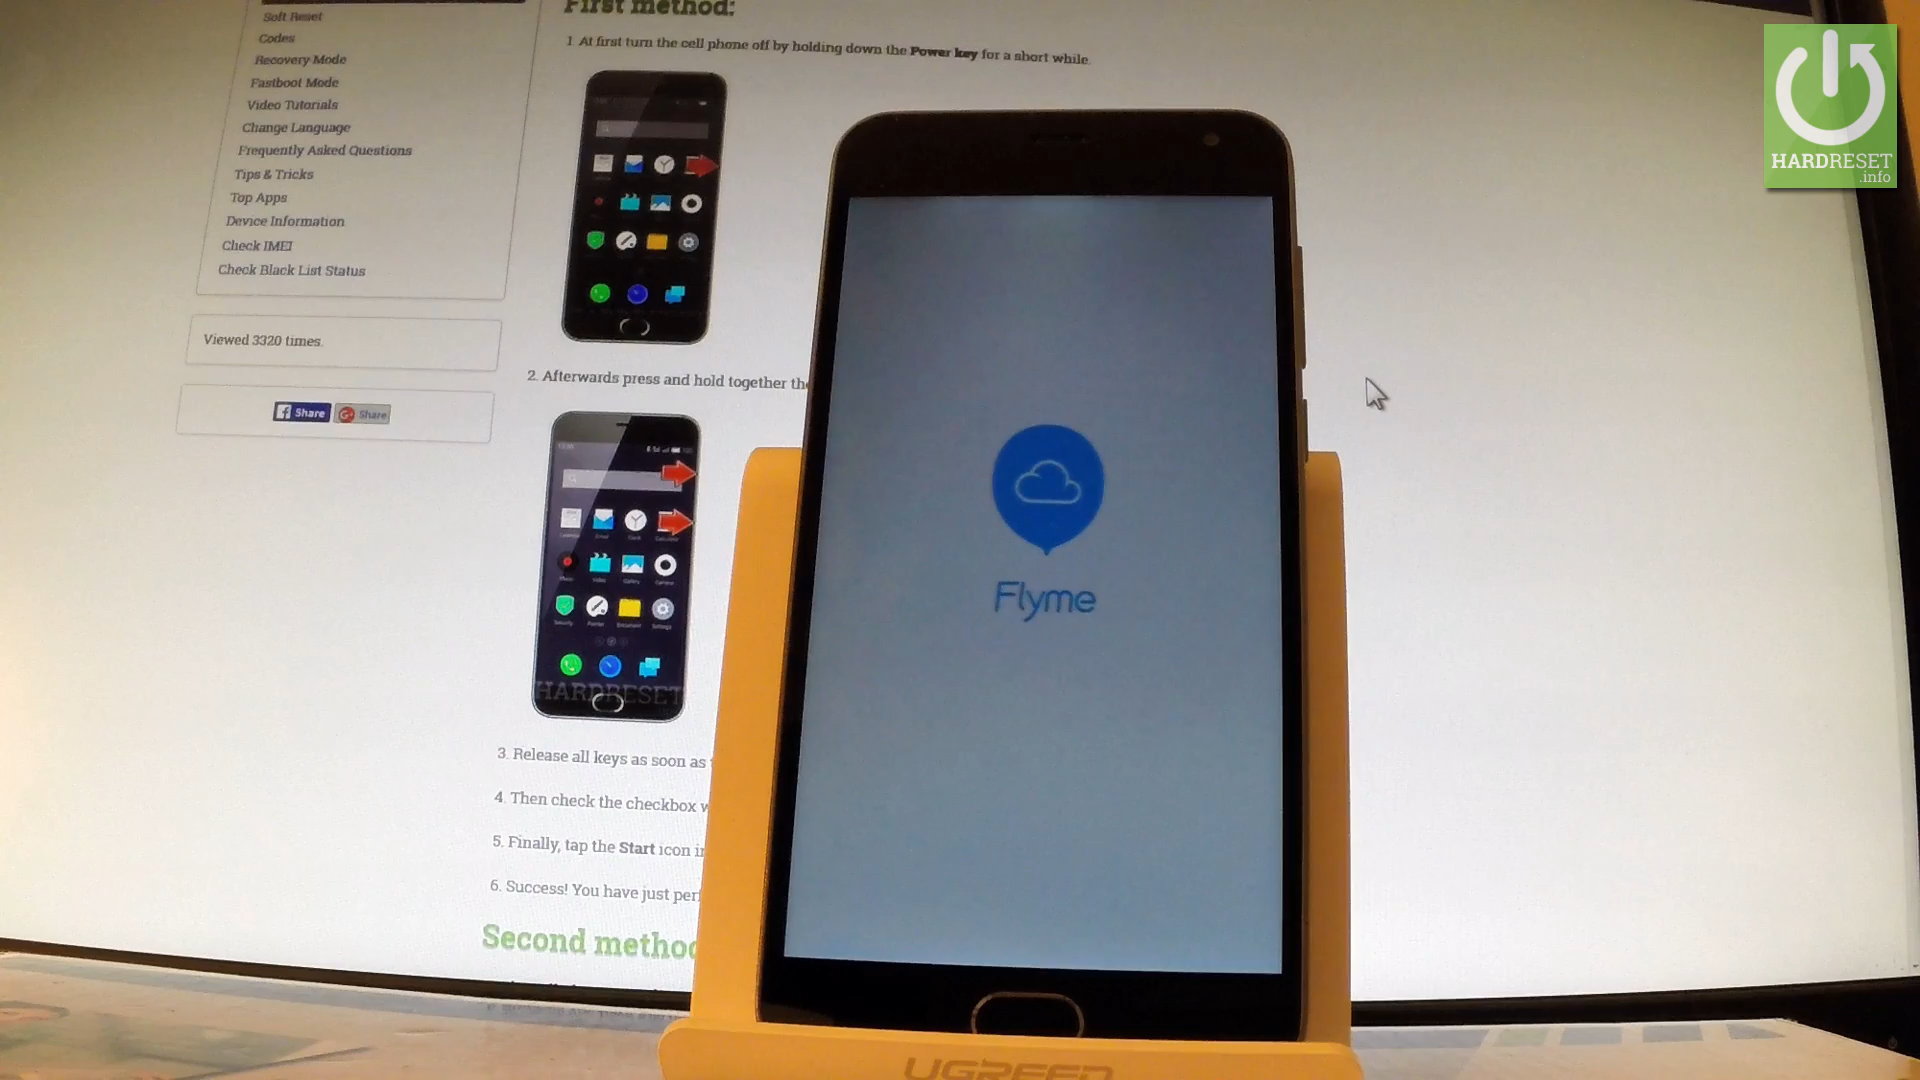 Soft Reset
Codes
Recovery Mode
Fastboot Mode
Video Tutorials
Change Language
Frequently Asked Questions
Tips & Tricks
Top Apps
Device Information
Check IMEI
Check Black List Status
Viewed 3320 times.
Share
Share
First method:
1. At first turn the cell phone off by holding down the Power key for a short while.
2. Afterwards press and hold together the
HARDRESET
3. Release all keys as soon as
4. Then check the checkbox w
5. Finally, tap the Start icon in
6. Success! You have just per
Second method
Flyme
UGREEN
HARDRESET
.info